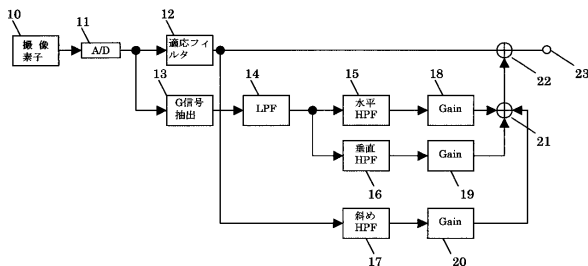 10
撮 像
素子
11
A/D
12
適応フィ
ルタ
13
G信号
抽出
14
LPF
15
水平
HPF
18
Gain
22
23
21
垂直
HPF
16
Gain
19
斜め
HPF
17
Gain
20